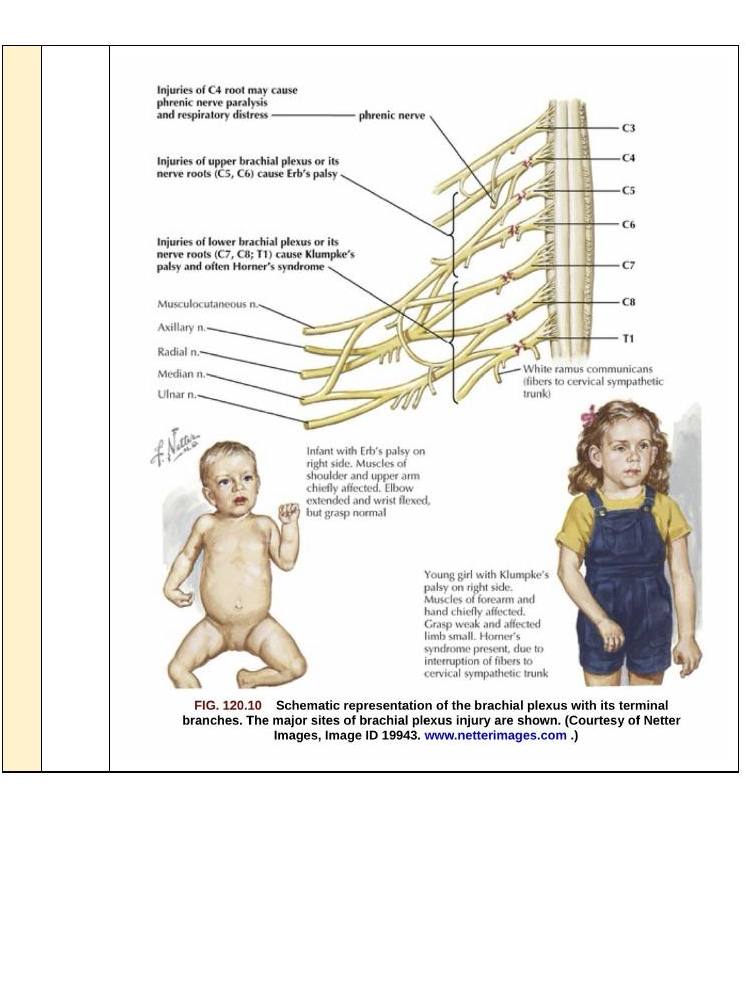 Injuries of C4 root may cause
phrenic nerve paralysis
and respiratory distress
phrenic nerve
C3
C4
Injuries of upper brachial plexus or its
nerve roots (C5, C6) cause Erb's palsy
C5
C6
Injuries of lower brachial plexus or its
nerve roots (C7, C8; T1) cause Klumpke's
palsy and often Horner's syndrome
C7
C8
T1
Musculocutaneous n.
Axillary n.
Radial n.
Median n.
Ulnar n.
White ramus communicans
(fibers to cervical sympathetic
trunk)
F. Netter
M.D.
Infant with Erb's palsy on
right side. Muscles of
shoulder and upper arm
chiefly affected. Elbow
extended and wrist flexed,
but grasp normal
Young girl with Klumpke's
palsy on right side.
Muscles of forearm and
hand chiefly affected.
Grasp weak and affected
limb small. Horner's
syndrome present, due to
interruption of fibers to
cervical sympathetic trunk
FIG. 120.10 Schematic representation of the brachial plexus with its terminal
branches. The major sites of brachial plexus injury are shown. (Courtesy of Netter
Images, Image ID 19943. www.netterimages.com .)